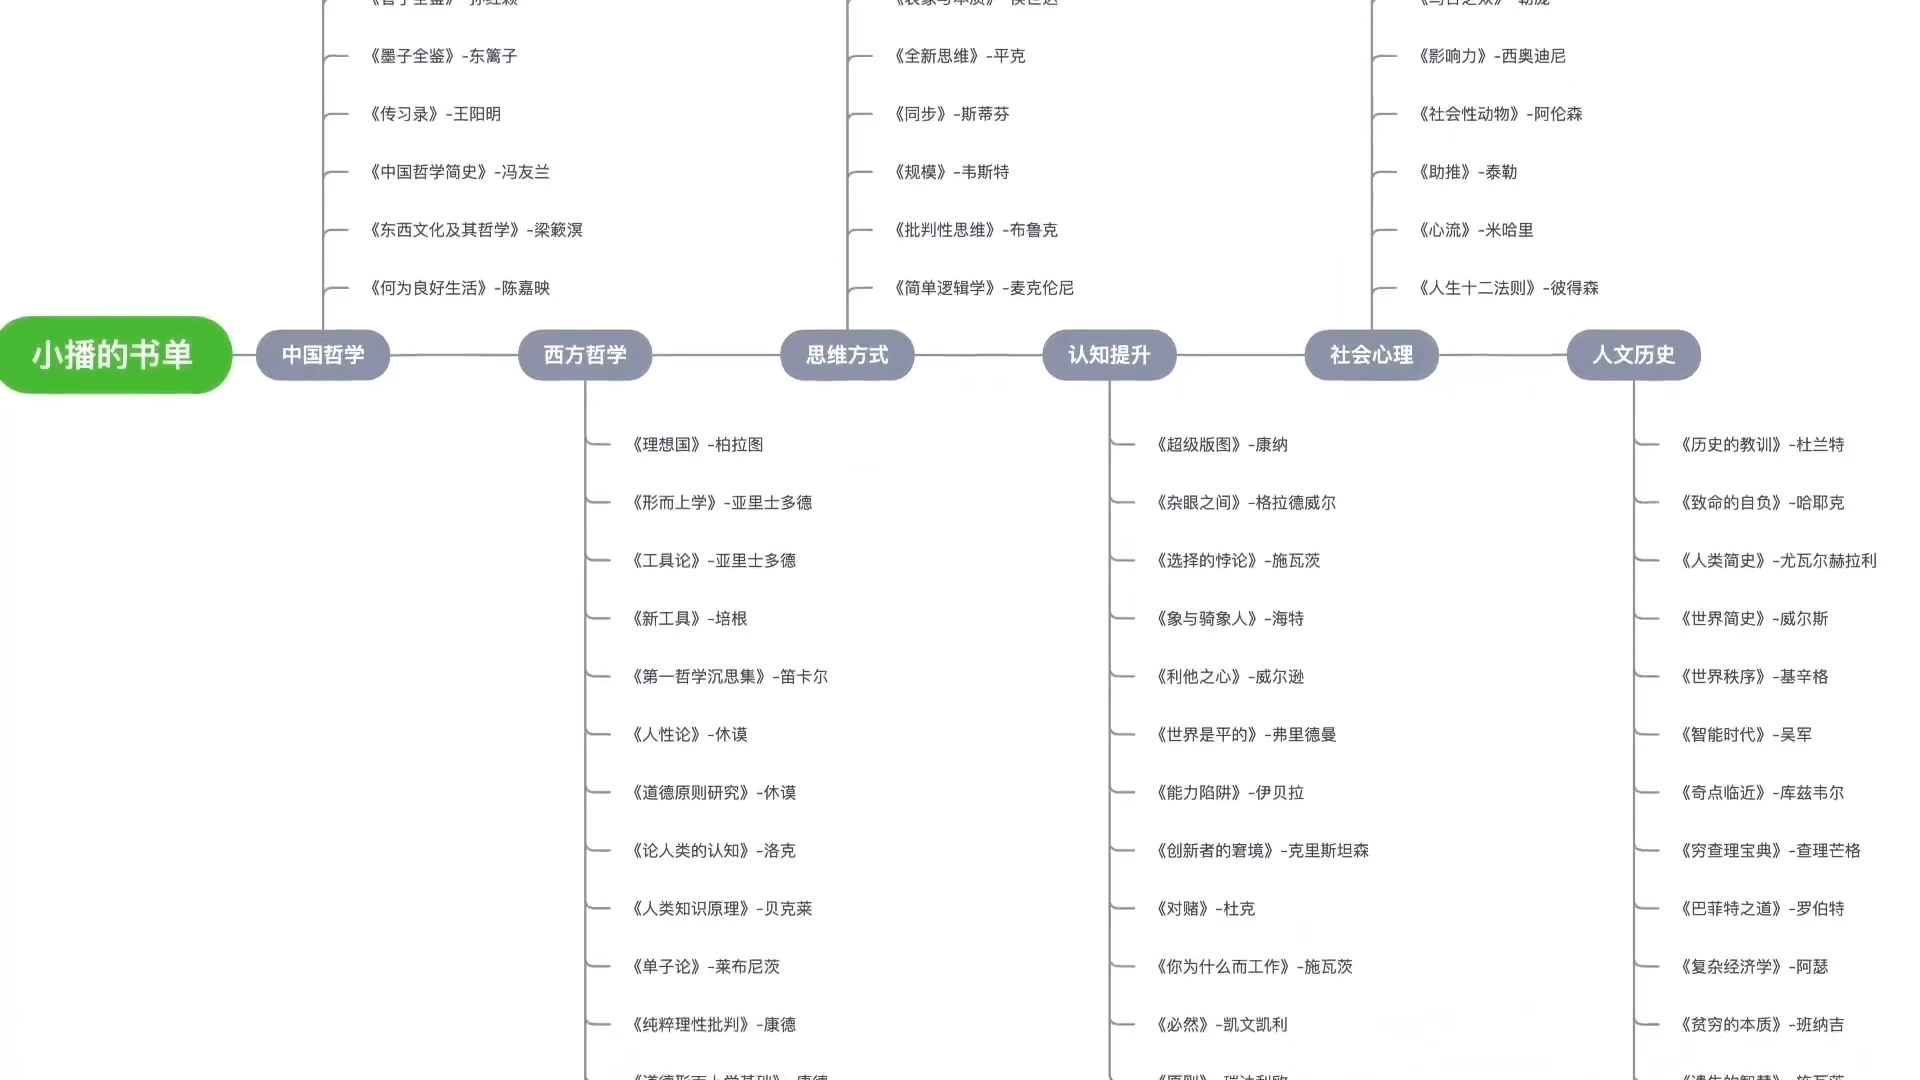 《墨子全鉴》-东篱子
《传习录》-王阳明
《中国哲学简史》-冯友兰
《东西文化及其哲学》-梁簌溟
《何为良好生活》-陈嘉映
《全新思维》-平克
《同步》-斯蒂芬
《规模》-韦斯特
《批判性思维》-布鲁克
《简单逻辑学》-麦克伦尼
《影响力》-西奥迪尼
《社会性动物》-阿伦森
《助推》-泰勒
《心流》-米哈里
《人生十二法则》-彼得森
小播的书单
中国哲学
西方哲学
思维方式
认知提升
社会心理
人文历史
《理想国》-柏拉图
《形而上学》-亚里士多德
《工具论》-亚里士多德
《新工具》-培根
《第一哲学沉思集》-笛卡尔
《人性论》-休谟
《道德原则研究》-休谟
《论人类的认知》-洛克
《人类知识原理》-贝克莱
《单子论》-莱布尼茨
《纯粹理性批判》-康德
《超级版图》-康纳
《杂眼之间》-格拉德威尔
《选择的悖论》-施瓦茨
《象与骑象人》-海特
《利他之心》-威尔逊
《世界是平的》-弗里德曼
《能力陷阱》-伊贝拉
《创新者的窘境》-克里斯坦森
《对赌》-杜克
《你为什么而工作》-施瓦茨
《必然》-凯文凯利
《历史的教训》-杜兰特
《致命的自负》-哈耶克
《人类简史》-尤瓦尔赫拉利
《世界简史》-威尔斯
《世界秩序》-基辛格
《智能时代》-吴军
《奇点临近》-库兹韦尔
《穷查理宝典》-查理芒格
《巴菲特之道》-罗伯特
《复杂经济学》-阿瑟
《贫穷的本质》-班纳吉